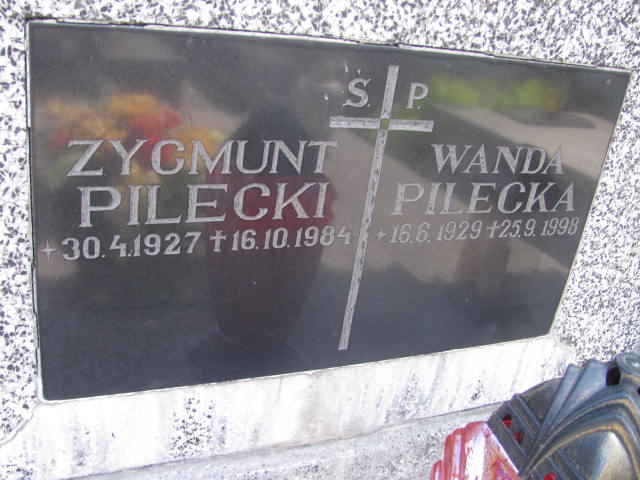 Ś. P.
ZYGMUNT
PILECKI
+30.4.1927 †16.10.1984
WANDA
PILECKA
+16.6.1929 +25.9.1998